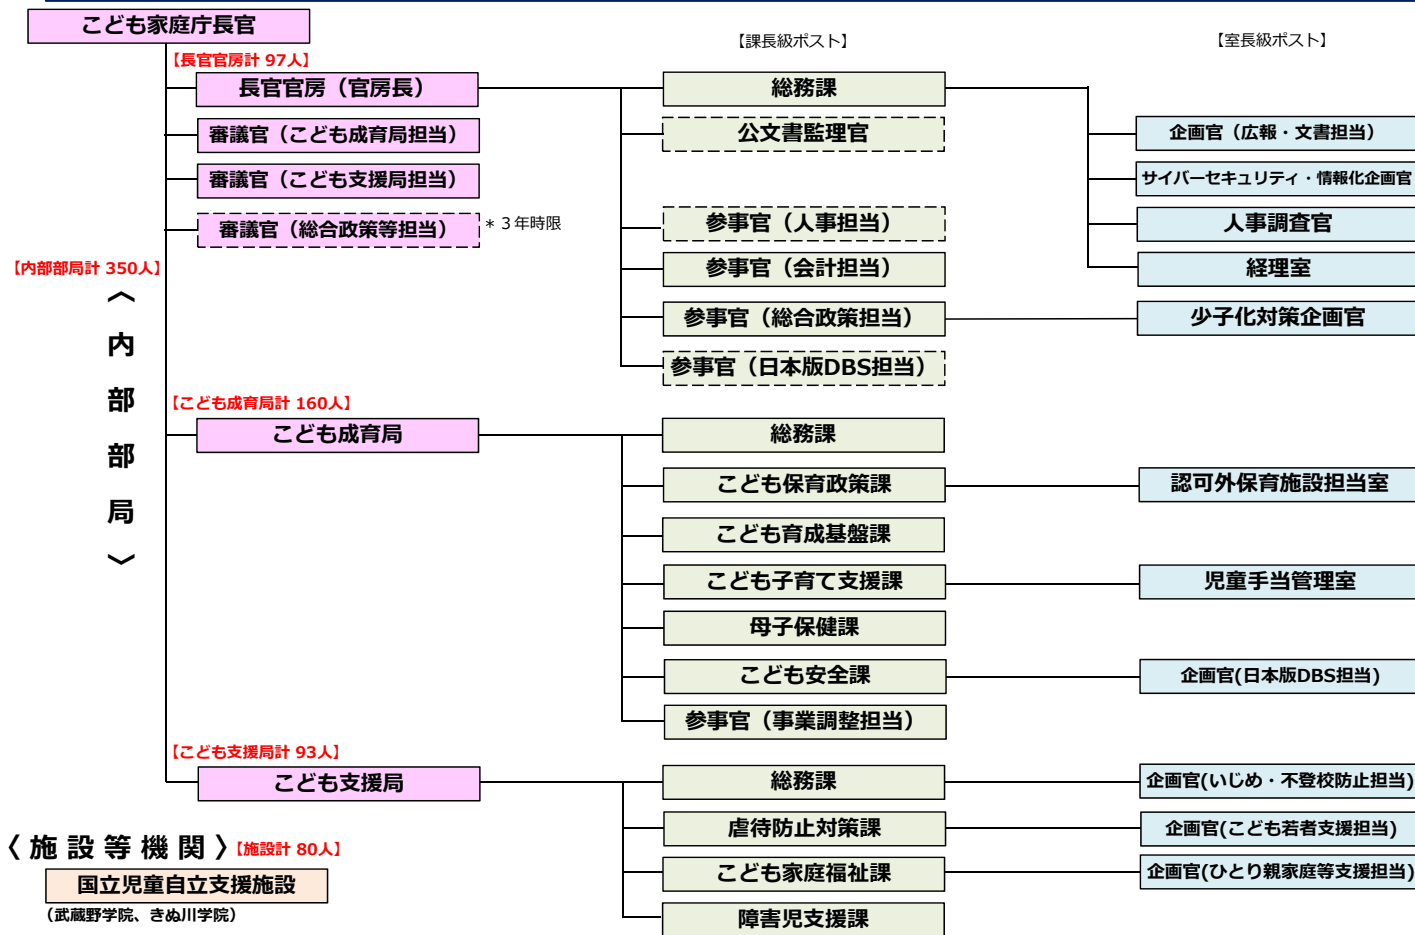 こども家庭庁長官
【課長級ポスト】
【室長級ポスト】
【長官官房計 97人】
長官官房（官房長）
総務課
審議官（こども成育局担当）
公文書監理官
企画官（広報・文書担当）
審議官（こども支援局担当）
サイバーセキュリティ・情報化企画官
審議官（総合政策等担当）
＊３年時限
参事官（人事担当）
人事調査官
【内部部局計 350人】
参事官（会計担当）
経理室
参事官（総合政策担当）
少子化対策企画官
参事官（日本版DBS担当）
〈内部部局〉
【こども成育局計 160人】
こども成育局
総務課
こども保育政策課
認可外保育施設担当室
こども育成基盤課
こども子育て支援課
児童手当管理室
母子保健課
こども安全課
企画官(日本版DBS担当)
参事官（事業調整担当）
【こども支援局計 93人】
こども支援局
総務課
企画官(いじめ・不登校防止担当)
虐待防止対策課
企画官(こども若者支援担当)
こども家庭福祉課
企画官(ひとり親家庭等支援担当)
障害児支援課
〈施設等機関〉【施設計 80人】
国立児童自立支援施設
（武蔵野学院、きぬ川学院）